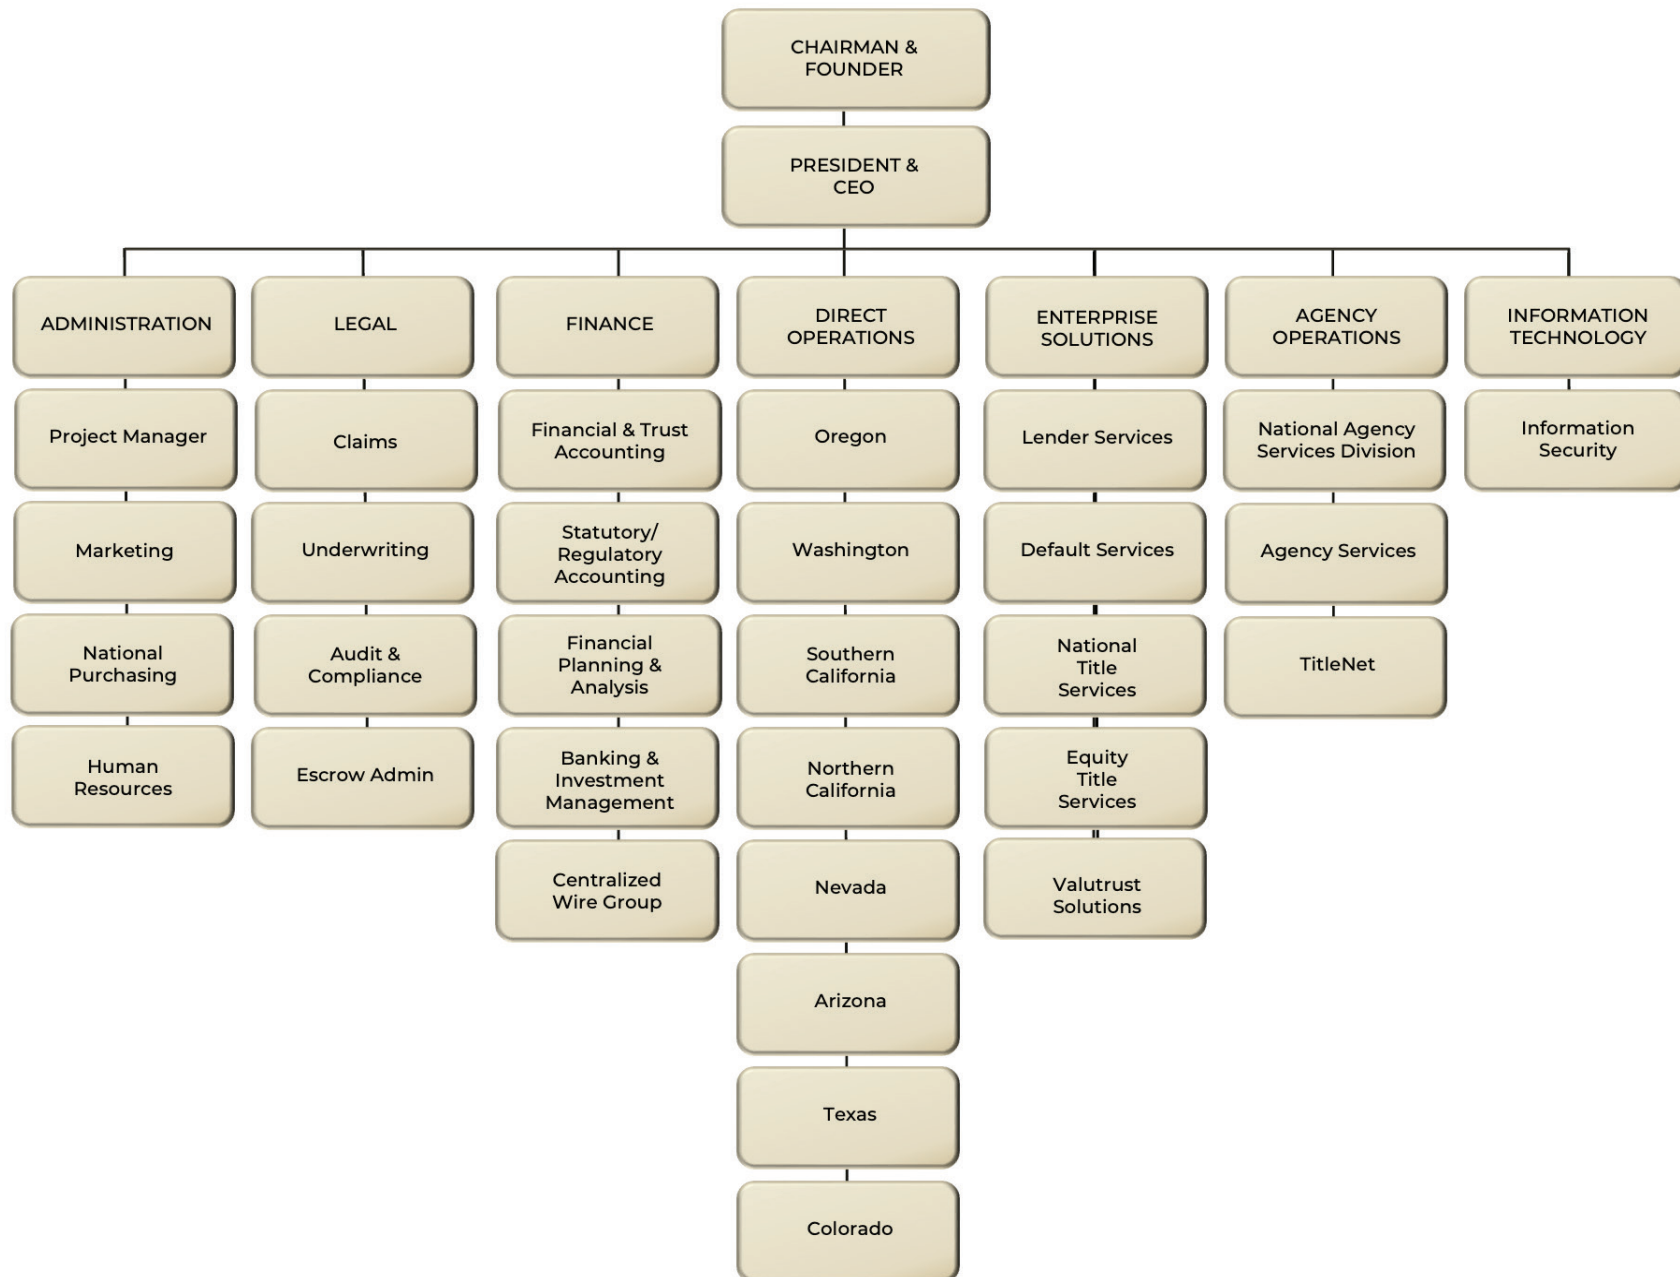 CHAIRMAN &
FOUNDER
PRESIDENT &
CEO
ADMINISTRATION
LEGAL
FINANCE
DIRECT
OPERATIONS
ENTERPRISE
SOLUTIONS
AGENCY
OPERATIONS
INFORMATION
TECHNOLOGY
Project Manager
Marketing
National
Purchasing
Human
Resources
Claims
Underwriting
Audit &
Compliance
Escrow Admin
Financial & Trust
Accounting
Statutory/
Regulatory
Accounting
Financial
Planning &
Analysis
Banking &
Investment
Management
Centralized
Wire Group
Oregon
Washington
Southern
California
Northern
California
Nevada
Arizona
Texas
Colorado
Lender Services
Default Services
National
Title
Services
Equity
Title
Services
Valutrust
Solutions
National Agency
Services Division
Agency Services
TitleNet
Information
Security